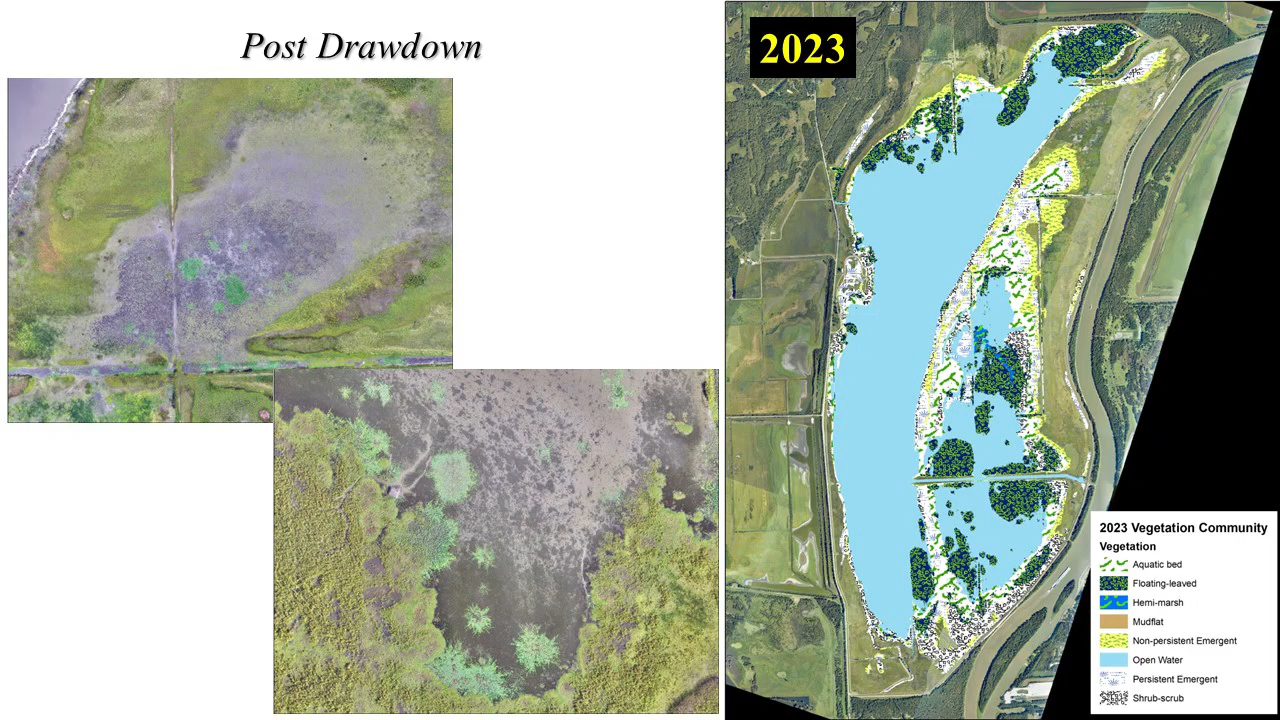 Post Drawdown
2023
2023 Vegetation Community
Vegetation
Aquatic bed
Floating-leaved
Hemi-marsh
Mudflat
Non-persistent Emergent
Open Water
Persistent Emergent
Shrub-scrub